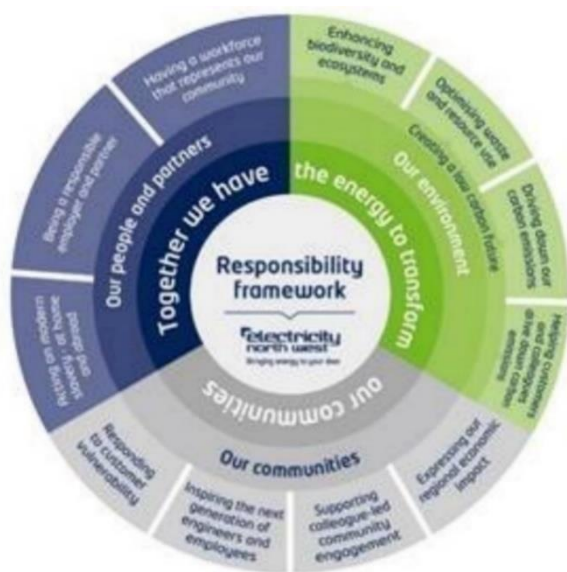 Responsibility
framework
electricity
north west
Bringing energy to your door
Together we have
the energy to transform
our communities
Our people and partners
Having a workforce
that represents our
community
Being a responsible
employer and partner
Acting on modern
slavery, at home
and abroad
Our environment
Creating a low carbon future
Enhancing
biodiversity and
ecosystems
Optimising waste
and resource use
Driving down our
carbon emissions
Helping customers
and colleagues
drive down carbon
emissions
Our communities
Expressing our
regional economic
impact
Supporting
colleague-led
community
engagement
Inspiring the next
generation of
engineers and
employees
Responding
to customer
vulnerability